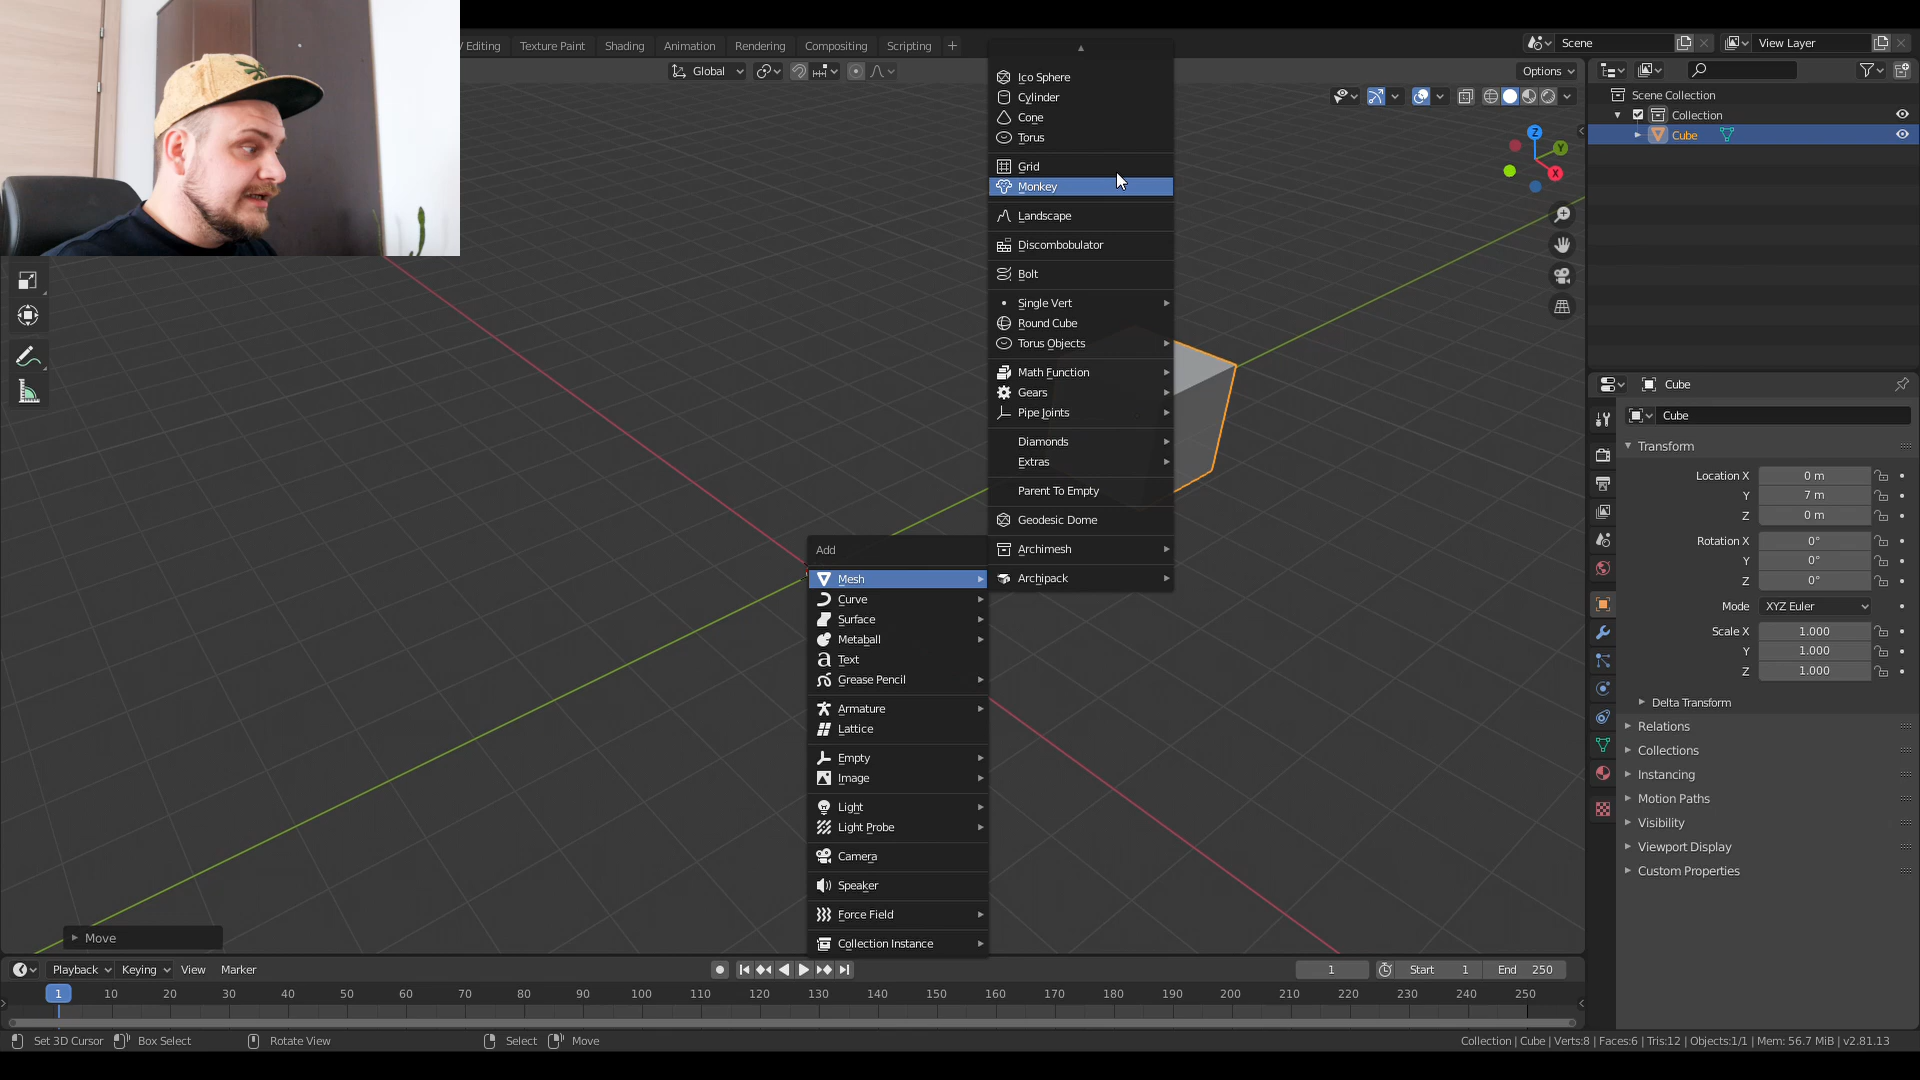 Editing
Texture Paint
Shading
Animation
Rendering
Compositing
Scripting
+
Scene
View Layer
Global
Options
Scene Collection
Collection
Cube
Z
Y
X
Ico Sphere
Cylinder
Cone
Torus
Grid
Monkey
Landscape
Discombobulator
Bolt
Single Vert
Round Cube
Torus Objects
Math Function
Gears
Pipe Joints
Diamonds
Extras
Parent To Empty
Geodesic Dome
Archimesh
Archipack
Add
Mesh
Curve
Surface
Metaball
Text
Grease Pencil
Armature
Lattice
Empty
Image
Light
Light Probe
Camera
Speaker
Force Field
Collection Instance
Cube
Cube
Transform
Location X 0 m
Y 7 m
Z 0 m
Rotation X 0°
Y 0°
Z 0°
Mode XYZ Euler
Scale X 1.000
Y 1.000
Z 1.000
Delta Transform
Relations
Collections
Instancing
Motion Paths
Visibility
Viewport Display
Custom Properties
Move
Playback Keying View Marker
1 Start 1 End 250
1 10 20 30 40 50 60 70 80 90 100 110 120 130 140 150 160 170 180 190 200 210 220 230 240 250
Set 3D Cursor Box Select Rotate View Select Move
Collection | Cube | Verts:8 | Faces:6 | Tris:12 | Objects:1/1 | Mem: 56.7 MiB | v2.81.13